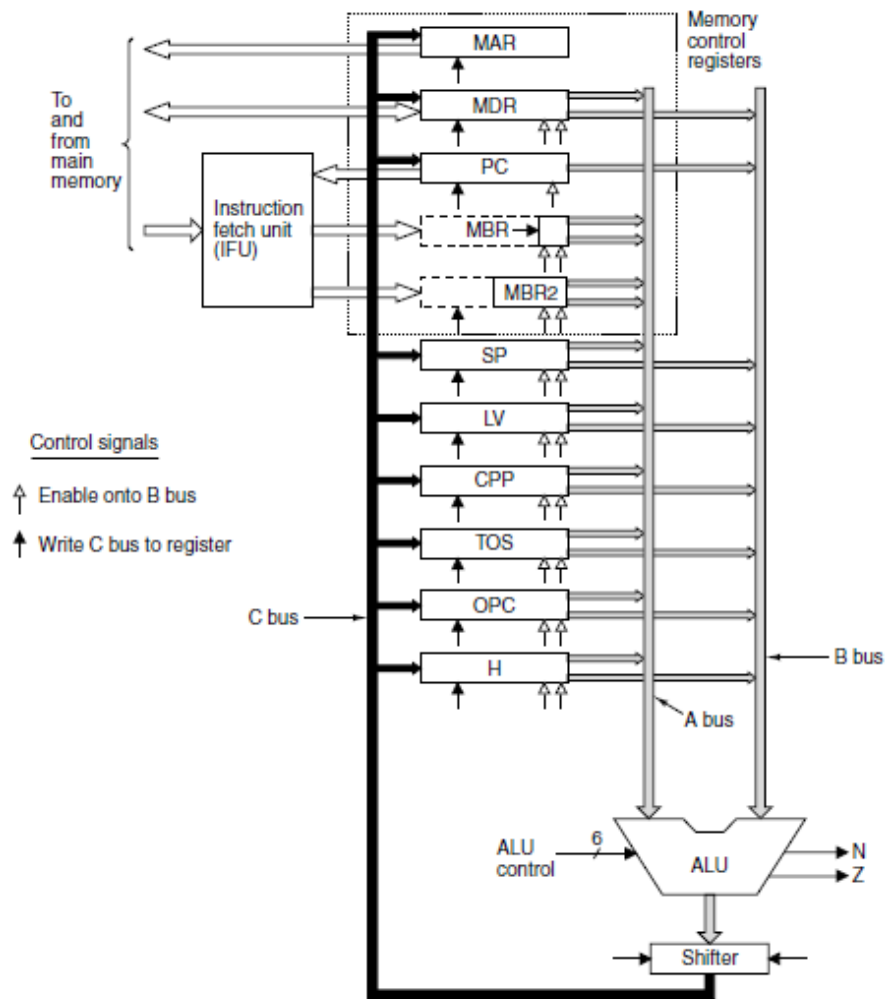 MAR
Memory
control
registers
To
and
from
main
memory
MDR
PC
Instruction
fetch unit
(IFU)
MBR
MBR2
SP
LV
Control signals
Enable onto B bus
CPP
Write C bus to register
TOS
C bus
OPC
B bus
H
A bus
ALU
control
6
ALU
N
Z
Shifter